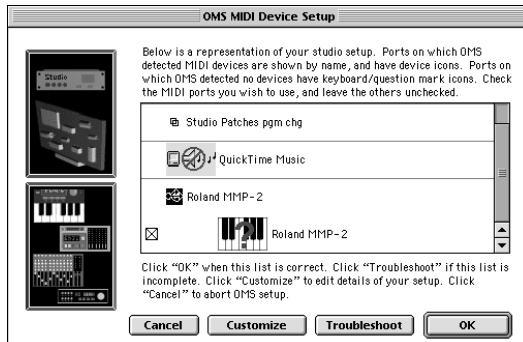 OMS MIDI Device Setup
Below is a representation of your studio setup. Ports on which OMS
detected MIDI devices are shown by name, and have device icons. Ports on
which OMS detected no devices have keyboard/question mark icons. Check
the MIDI ports you wish to use, and leave the others unchecked.
Studio
Studio Patches pgm chg
QuickTime Music
Roland MMP-2
? Roland MMP-2
Click “OK” when this list is correct. Click “Troubleshoot” if this list is
incomplete. Click “Customize” to edit details of your setup. Click
“Cancel” to abort OMS setup.
Cancel Customize Troubleshoot OK